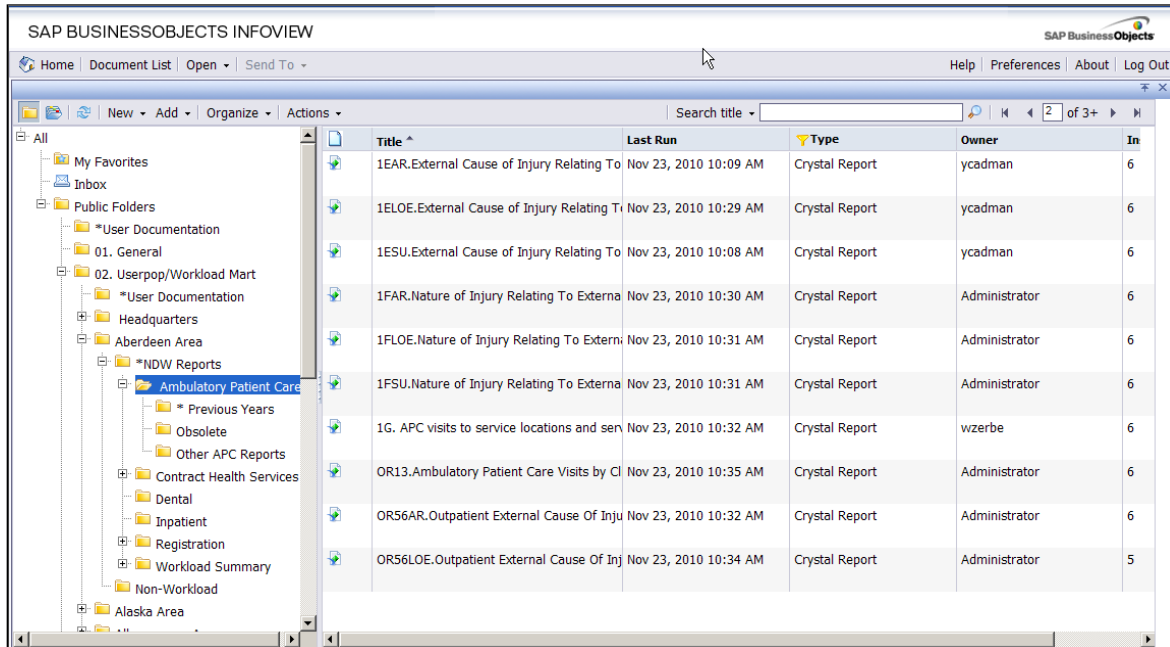 SAP BUSINESSOBJECTS INFOVIEW
SAP BusinessObjects
Home Document List Open Send To Help Preferences About Log Out
New Add Organize Actions Search title 2 of 3+
All
My Favorites
Inbox
Public Folders
*User Documentation
01. General
02. Userpop/Workload Mart
*User Documentation
Headquarters
Aberdeen Area
*NDW Reports
Ambulatory Patient Care
* Previous Years
Obsolete
Other APC Reports
Contract Health Services
Dental
Inpatient
Registration
Workload Summary
Non-Workload
Alaska Area
Title Last Run Type Owner In
1EAR.External Cause of Injury Relating To Nov 23, 2010 10:09 AM Crystal Report ycadman 6
1ELOE.External Cause of Injury Relating T Nov 23, 2010 10:29 AM Crystal Report ycadman 6
1ESU.External Cause of Injury Relating To Nov 23, 2010 10:08 AM Crystal Report ycadman 6
1FAR.Nature of Injury Relating To Externa Nov 23, 2010 10:30 AM Crystal Report Administrator 6
1FLOE.Nature of Injury Relating To Extern Nov 23, 2010 10:31 AM Crystal Report Administrator 6
1FSU.Nature of Injury Relating To Externa Nov 23, 2010 10:31 AM Crystal Report Administrator 6
1G. APC visits to service locations and serv Nov 23, 2010 10:32 AM Crystal Report wzerbe 6
OR13.Ambulatory Patient Care Visits by Cl Nov 23, 2010 10:35 AM Crystal Report Administrator 6
OR56AR.Outpatient External Cause Of Inju Nov 23, 2010 10:32 AM Crystal Report Administrator 6
OR56LOE.Outpatient External Cause Of Inj Nov 23, 2010 10:34 AM Crystal Report Administrator 5